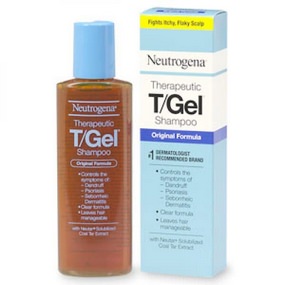 Neutrogena®
Therapeutic
T/Gel®
Shampoo
Original Formula
• Controls the
symptoms of
- Dandruff
- Psoriasis
- Seborrheic
Dermatitis
• Clear formula
• Leaves hair
manageable
with Neutar® Solubilized
Coal Tar Extract
Fights Itchy, Flaky Scalp
Neutrogena®
Therapeutic
T/Gel®
Shampoo
Original Formula
#1 DERMATOLOGIST
RECOMMENDED BRAND
• Controls the
symptoms of
- Dandruff
- Psoriasis
- Seborrheic
Dermatitis
• Clear formula
• Leaves hair
manageable
with Neutar® Solubilized
Coal Tar Extract